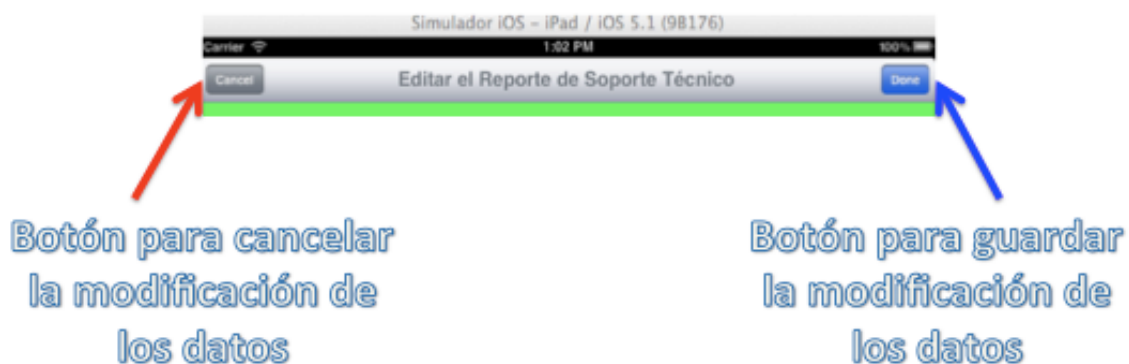 Simulador iOS - iPad / iOS 5.1 (9B176)
Carrier 1:02 PM 100%
Cancel Editar el Reporte de Soporte Técnico Done
Botón para cancelar
la modificación de
los datos
Botón para guardar
la modificación de
los datos